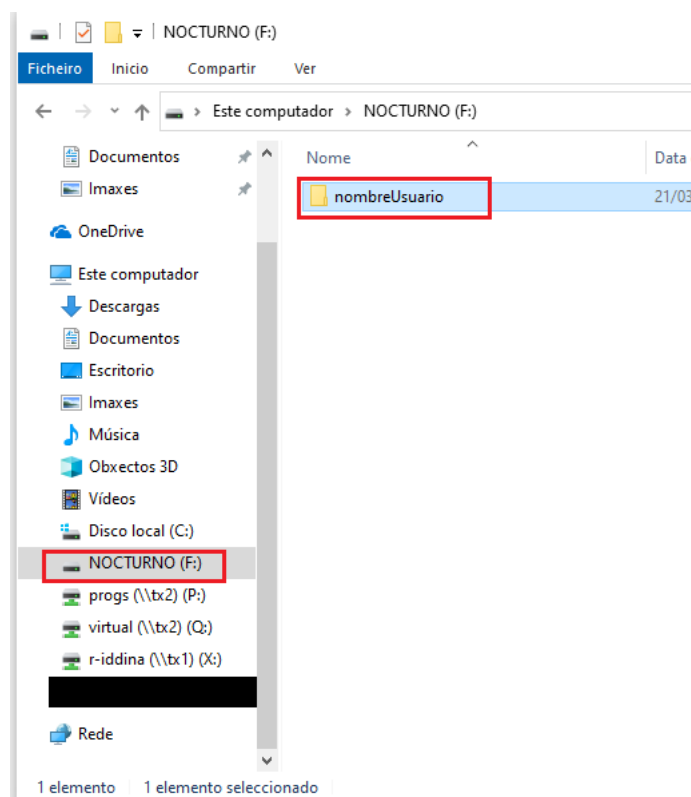 NOCTURNO (F:)
Ficheiro Inicio Compartir Ver
Este computador > NOCTURNO (F:)
Documentos
Imaxes
OneDrive
Este computador
Descargas
Documentos
Escritorio
Imaxes
Música
Obxectos 3D
Vídeos
Disco local (C:)
NOCTURNO (F:)
progs (\\tx2) (P:)
virtual (\\tx2) (Q:)
r-iddina (\\tx1) (X:)
Rede
Nome Data
nombreUsuario 21/03
1 elemento 1 elemento seleccionado